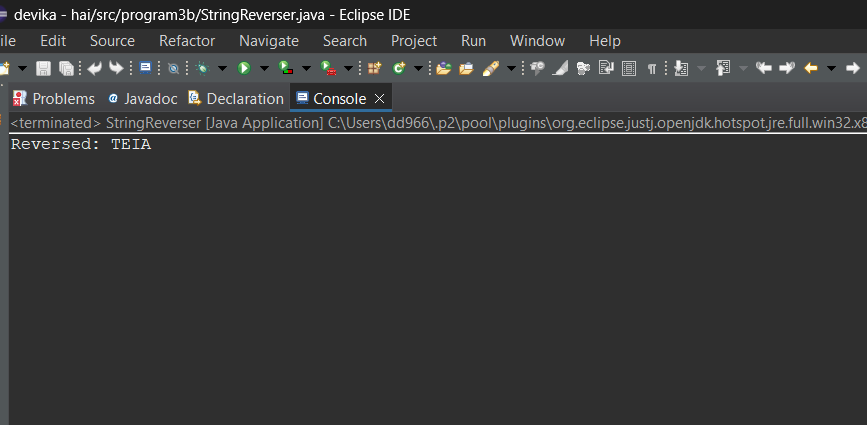 devika - hai/src/program3b/StringReverser.java - Eclipse IDE
ile Edit Source Refactor Navigate Search Project Run Window Help
Problems @ Javadoc Declaration Console
<terminated> StringReverser [Java Application] C:\Users\dd966\.p2\pool\plugins\org.eclipse.justj.openjdk.hotspot.jre.full.win32.x8
Reversed: TEIA